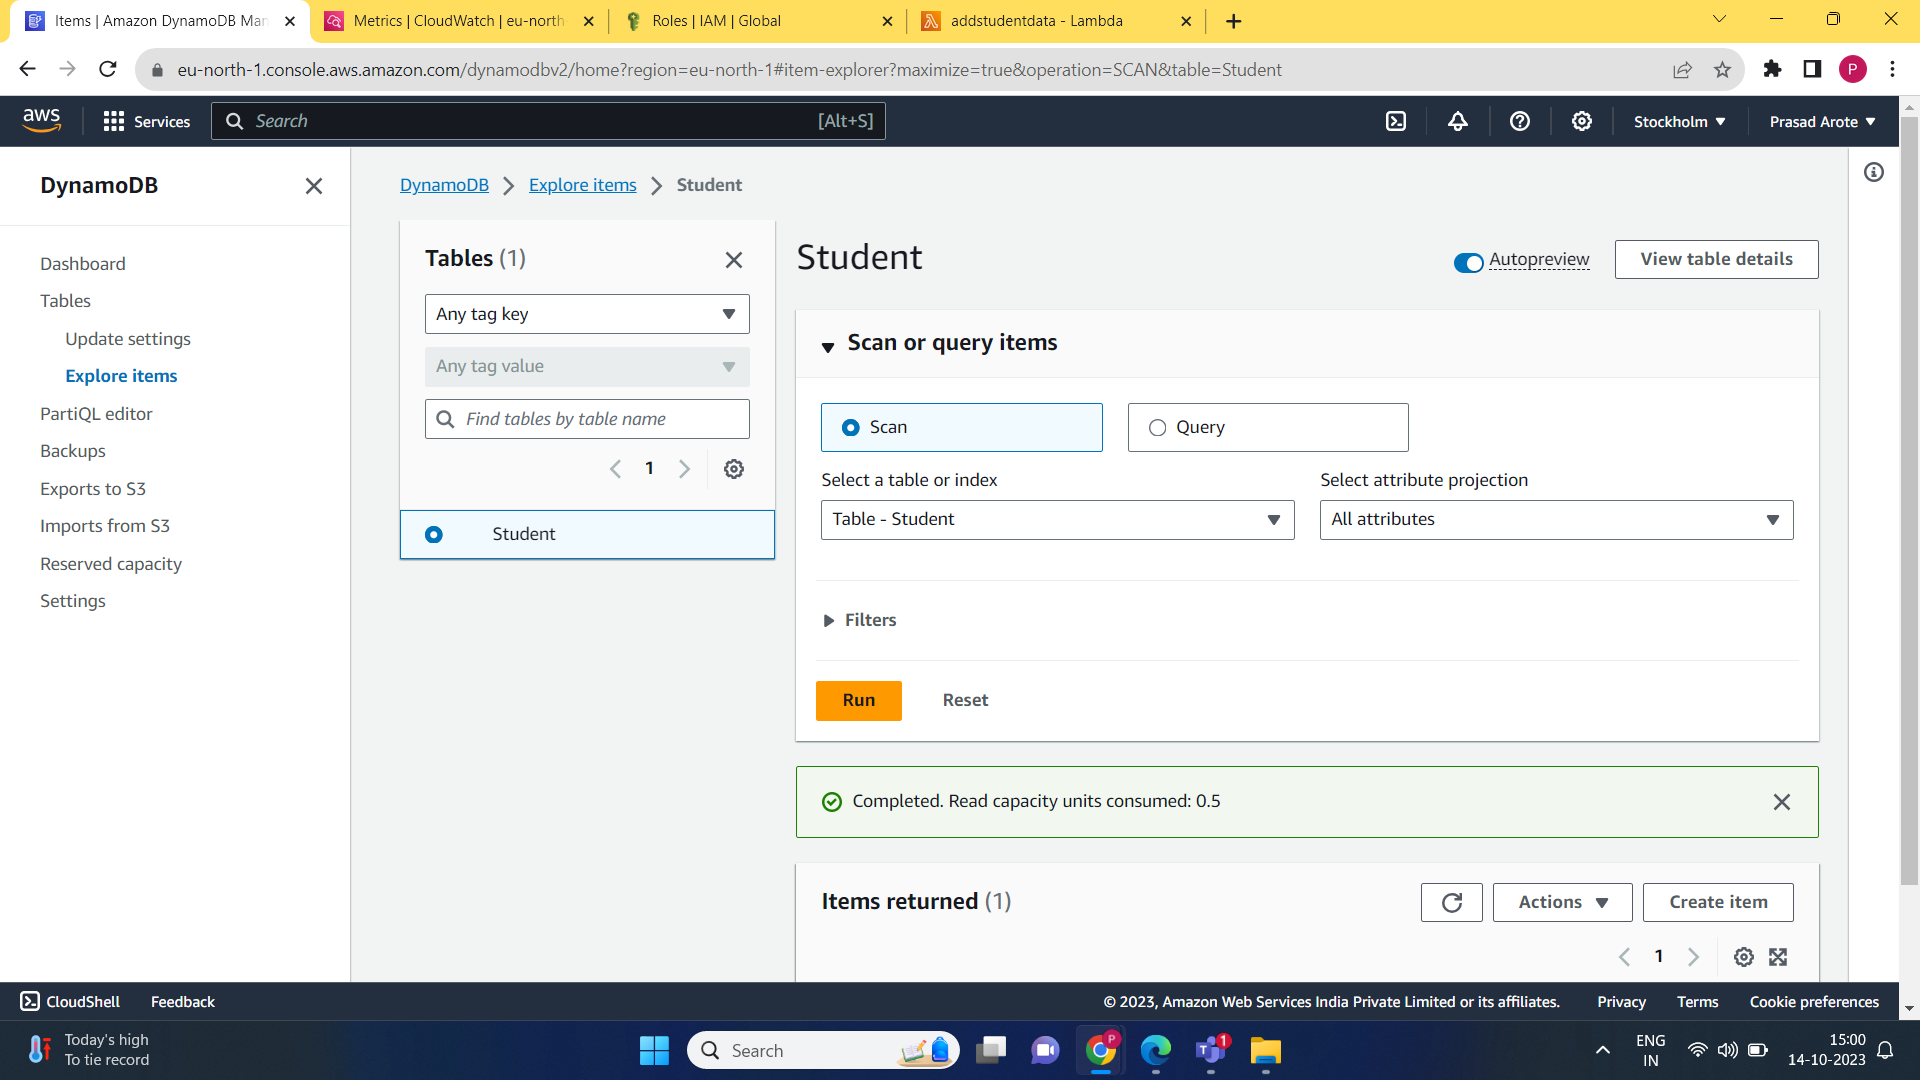 Items | Amazon DynamoDB Man
Metrics | CloudWatch | eu-north
Roles | IAM | Global
addstudentdata - Lambda
eu-north-1.console.aws.amazon.com/dynamodbv2/home?region=eu-north-1#item-explorer?maximize=true&operation=SCAN&table=Student
P
aws
Services
Search
[Alt+S]
Stockholm
Prasad Arote
DynamoDB
Dashboard
Tables
Update settings
Explore items
PartiQL editor
Backups
Exports to S3
Imports from S3
Reserved capacity
Settings
DynamoDB
Explore items
Student
Tables (1)
Any tag key
Any tag value
Find tables by table name
1
Student
Student
Autopreview
View table details
Scan or query items
Scan
Query
Select a table or index
Table - Student
Select attribute projection
All attributes
Filters
Run
Reset
Completed. Read capacity units consumed: 0.5
Items returned (1)
Actions
Create item
1
CloudShell
Feedback
© 2023, Amazon Web Services India Private Limited or its affiliates.
Privacy
Terms
Cookie preferences
Today's high
To tie record
Search
P
1
ENG
IN
15:00
14-10-2023